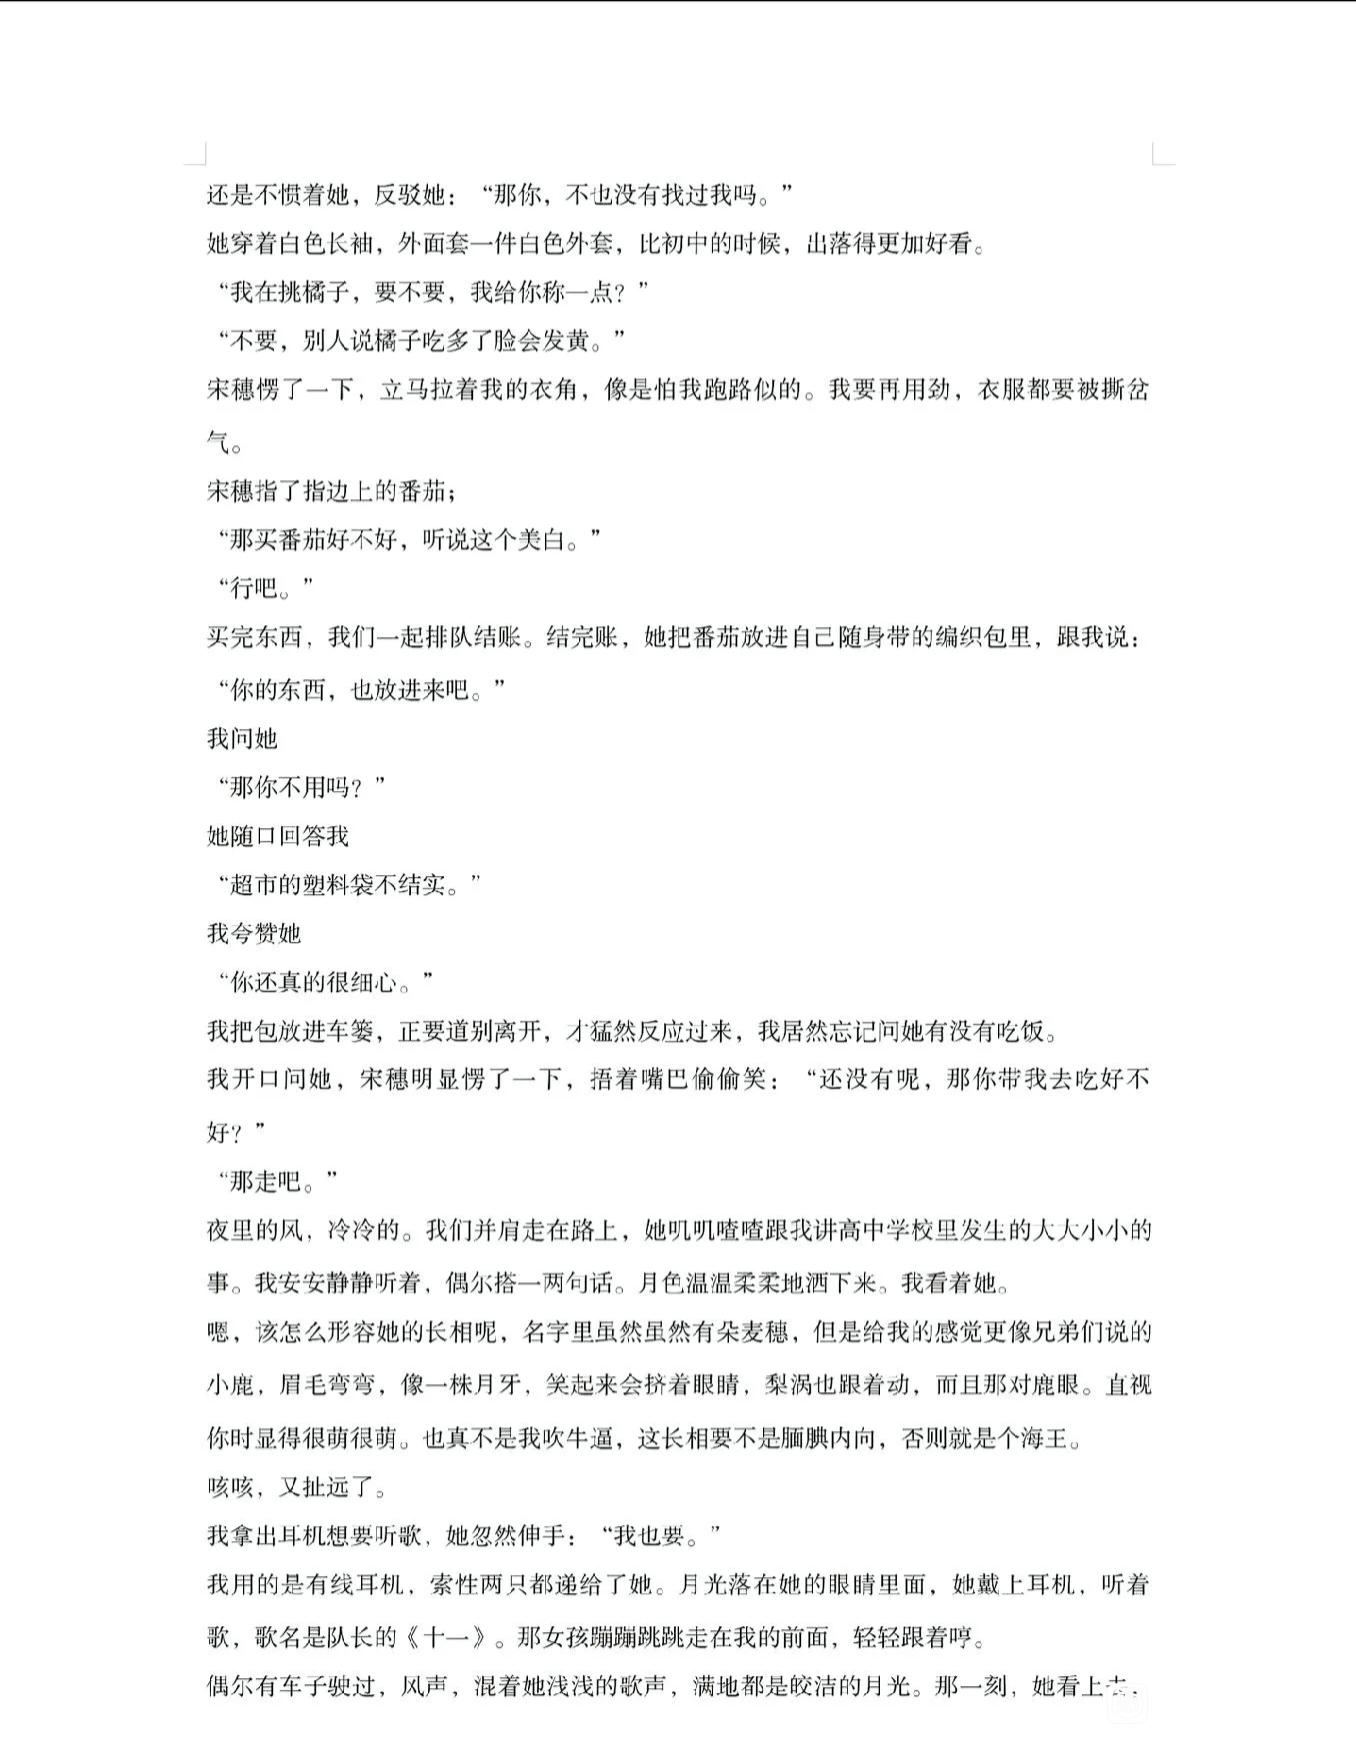 还是不惯着她，反驳她：“那你，不也没有找过我吗。”
她穿着白色长袖，外面套一件白色外套，比初中的时候，出落得更加好看。
“我在挑橘子，要不要，我给你称一点？”
“不要，别人说橘子吃多了脸会发黄。”
宋穗愣了一下，立马拉着我的衣角，像是怕我跑路似的。我要再用劲，衣服都要被撕岔
气。
宋穗指了指边上的番茄；
“那买番茄好不好，听说这个美白。”
“行吧。”
买完东西，我们一起排队结账。结完账，她把番茄放进自己随身带的编织包里，跟我说：
“你的东西，也放进来吧。”
我问她
“那你不用吗？”
她随口回答我
“超市的塑料袋不结实。”
我夸赞她
“你还真的很细心。”
我把包放进车篓，正要道别离开，才猛然反应过来，我居然忘记问她有没有吃饭。
我开口问她，宋穗明显愣了一下，捂着嘴巴偷偷笑：“还没有呢，那你带我去吃好不
好？”
“那走吧。”
夜里的风，冷冷的。我们并肩走在路上，她叽叽喳喳跟我讲高中学校里发生的大大小小的
事。我安安静静听着，偶尔搭一两句话。月色温温柔柔地洒下来。我看着她。
嗯，该怎么形容她的长相呢，名字里虽然虽然有朵麦穗，但是给我的感觉更像兄弟们说的
小鹿，眉毛弯弯，像一株月牙，笑起来会挤着眼睛，梨涡也跟着动，而且那对鹿眼。直视
你时显得很萌很萌。也真不是我吹牛逼，这长相要不是腼腆内向，否则就是个海王。
咳咳，又扯远了。
我拿出耳机想要听歌，她忽然伸手：“我也要。”
我用的是有线耳机，索性两只都递给了她。月光落在她的眼睛里面，她戴上耳机，听着
歌，歌名是队长的《十一》。那女孩蹦蹦跳跳走在我的前面，轻轻跟着哼。
偶尔有车子驶过，风声，混着她浅浅的歌声，满地都是皎洁的月光。那一刻，她看上去，